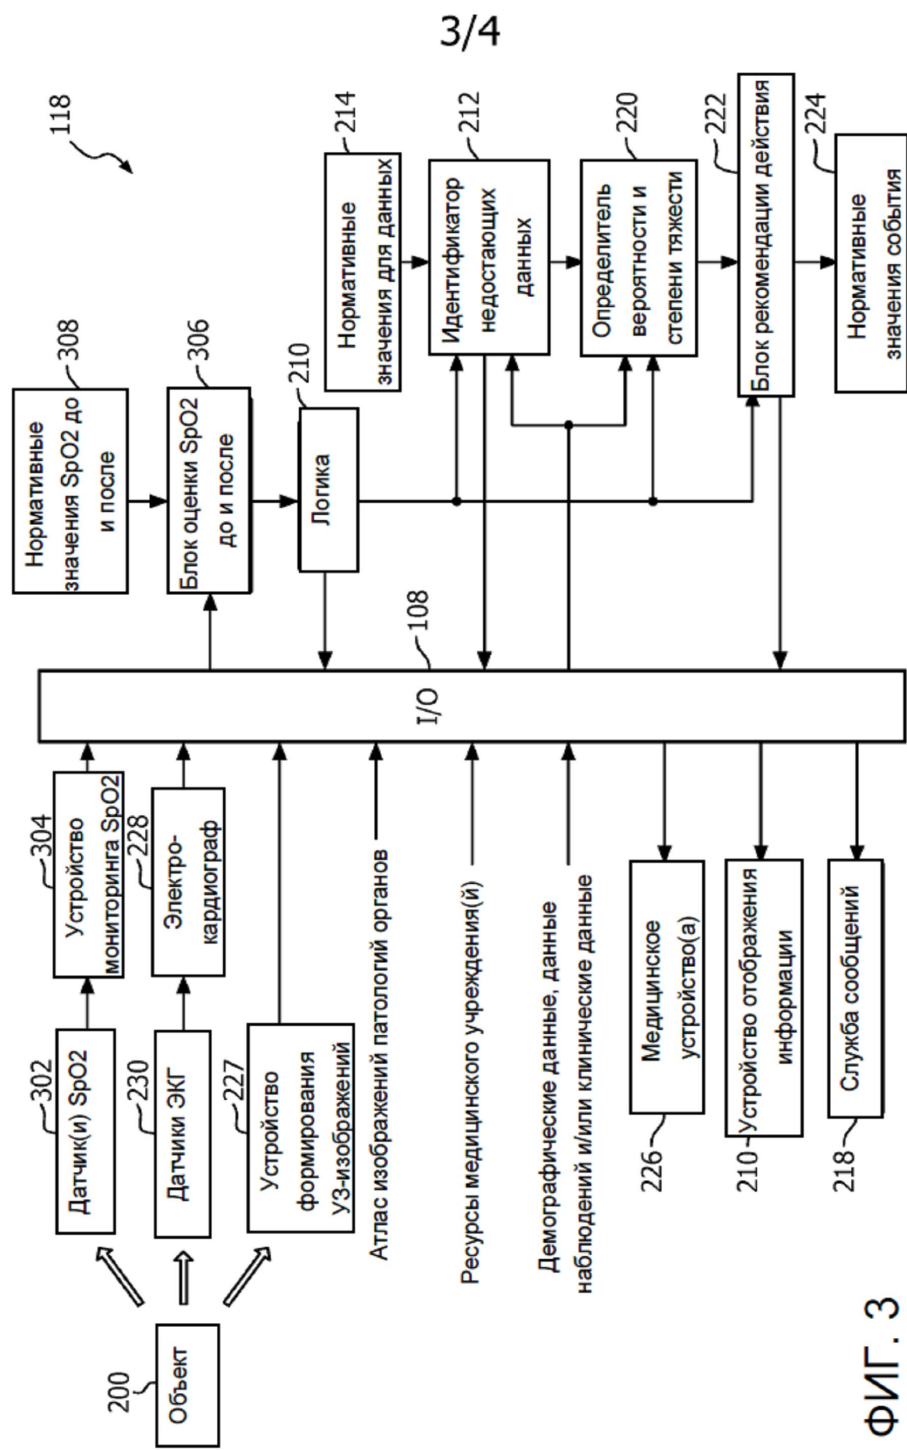 3/4
118
308
Нормативные
значения SpO2 до
и после
306
Блок оценки SpO2
до и после
210
Логика
214
Нормативные
значения для данных
212
Идентификатор
недостающих
данных
220
Определитель
вероятности и
степени тяжести
222
Блок рекомендации действия
224
Нормативные
значения события
108
I/O
304
Устройство
мониторинга SpO2
228
Электро-
кардиограф
302
Датчик(и) SpO2
230
Датчики ЭКГ
227
Устройство
формирования
УЗ-изображений
200
Объект
Атлас изображений патологий органов
Ресурсы медицинского учреждения(й)
Демографические данные, данные
наблюдений и/или клинические данные
Медицинское
устройство(а)
226
Устройство отображения
информации
210
Служба сообщений
218
ФИГ. 3